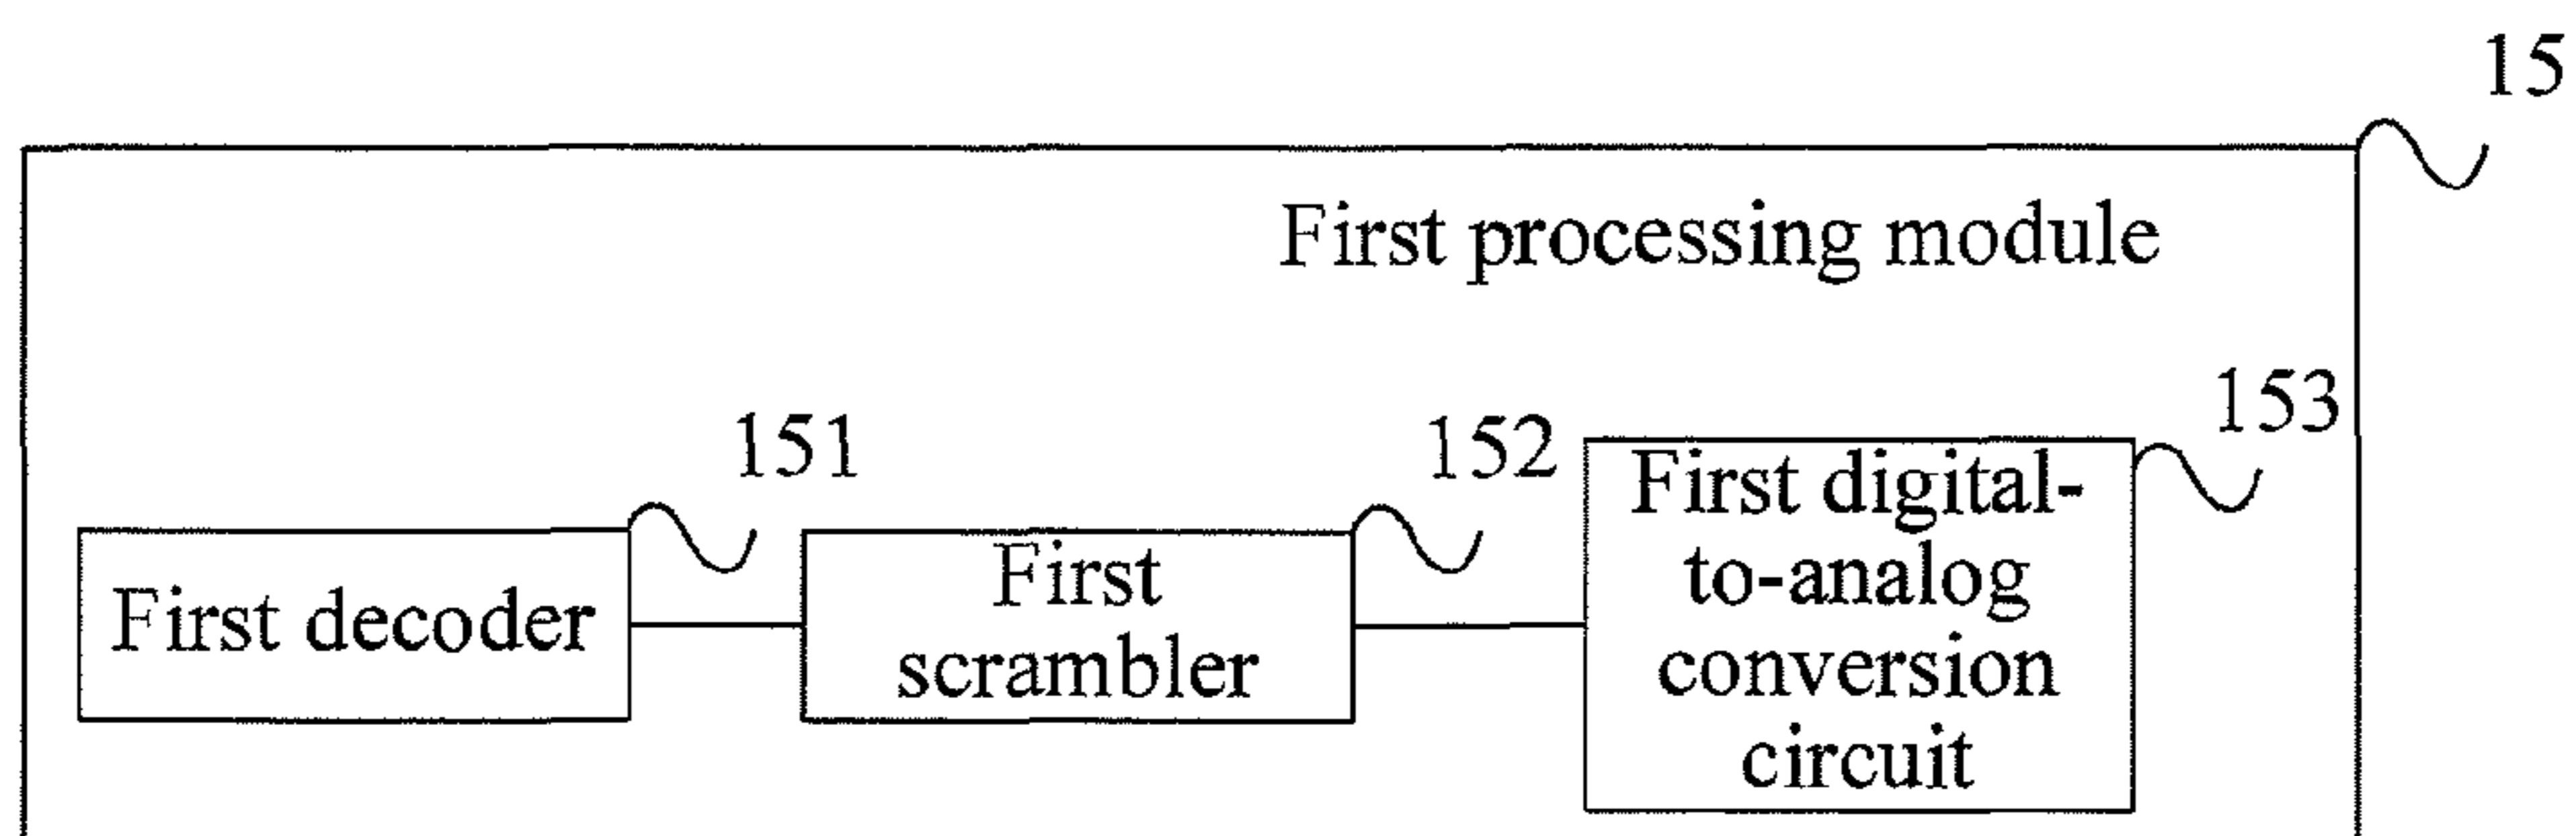 15
First processing module
151
152
153
First decoder
First
scrambler
First digital-
to-analog
conversion
circuit